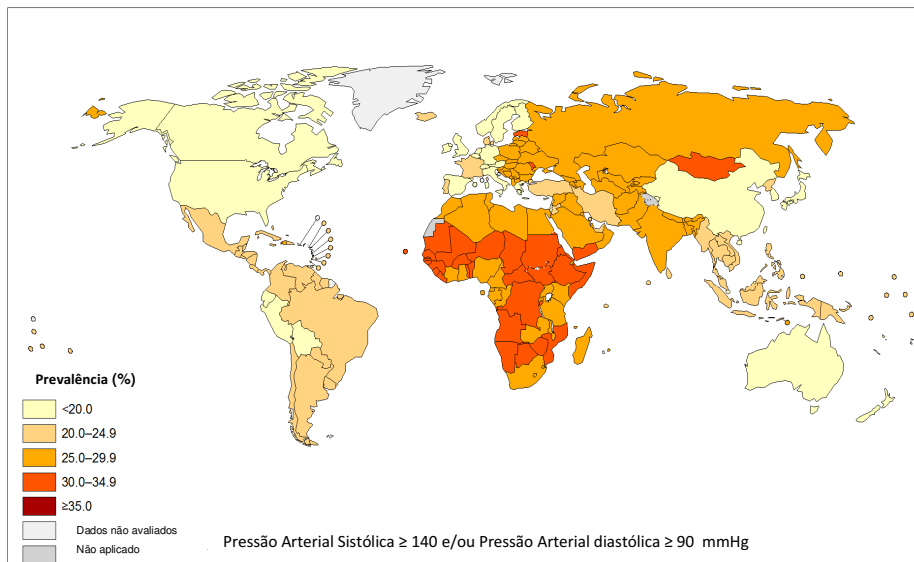 Prevalência (%)
<20.0
20.0–24.9
25.0–29.9
30.0–34.9
≥35.0
Dados não avaliados
Não aplicado
Pressão Arterial Sistólica ≥ 140 e/ou Pressão Arterial diastólica ≥ 90 mmHg